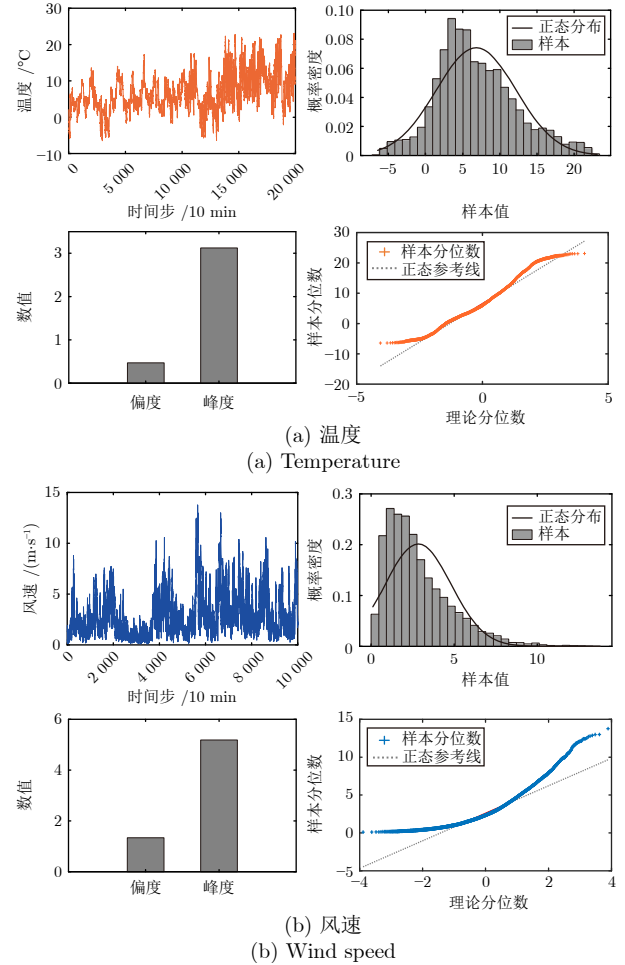 温度 /°C
30
20
10
0
−10
0
5 000
10 000
15 000
20 000
时间步 /10 min
概率密度
0.10
0.08
0.04
0.00
正态分布
样本
−5
0
5
10
15
20
样本值
数值
3
2
1
0
偏度
峰度
样本分位数
30
20
10
0
−10
−20
样本分位数
正态参考线
−5
0
5
理论分位数
(a) 温度
(a) Temperature
风速 /(m·s⁻¹)
15
10
5
0
0
2 000
4 000
6 000
8 000
10 000
时间步 /10 min
概率密度
0.3
0.2
0.1
0.0
正态分布
样本
0
5
10
样本值
数值
6
4
2
0
偏度
峰度
样本分位数
15
10
5
0
−5
样本分位数
正态参考线
−4
−2
0
2
4
理论分位数
(b) 风速
(b) Wind speed